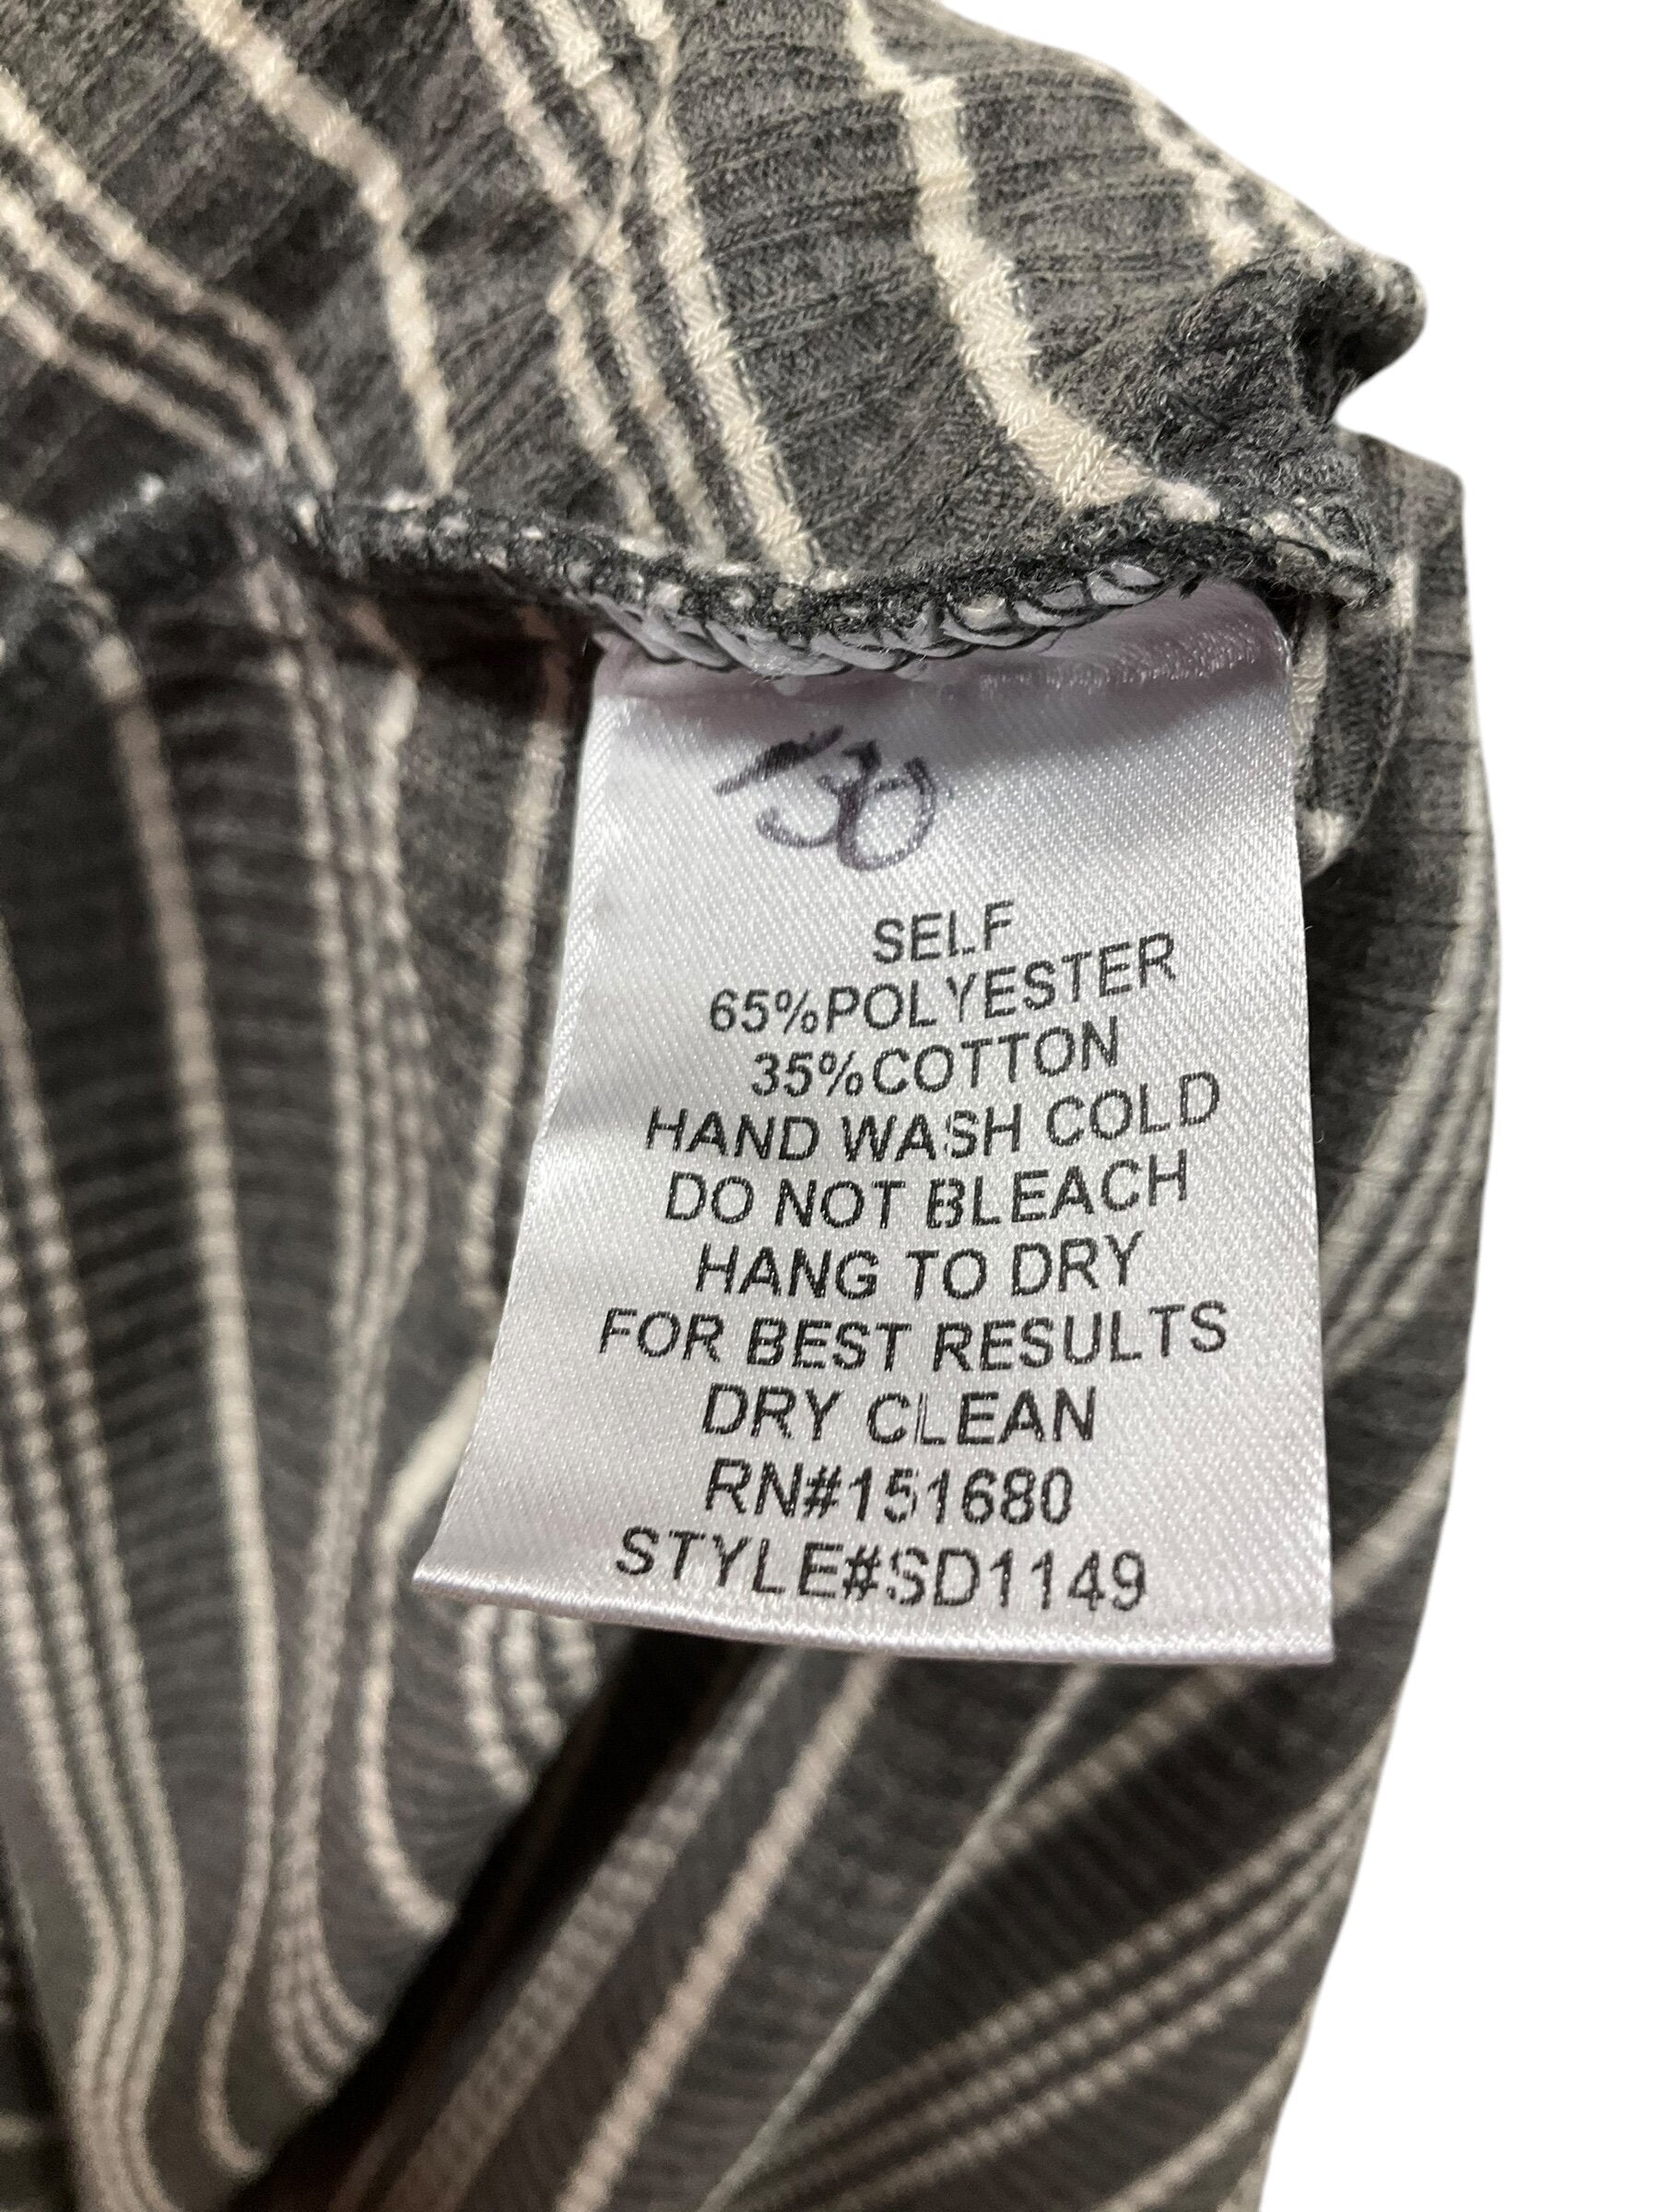 130
SELF
65%POLYESTER
35%COTTON
HAND WASH COLD
DO NOT BLEACH
HANG TO DRY
FOR BEST RESULTS
DRY CLEAN
RN#151680
STYLE#SD1149